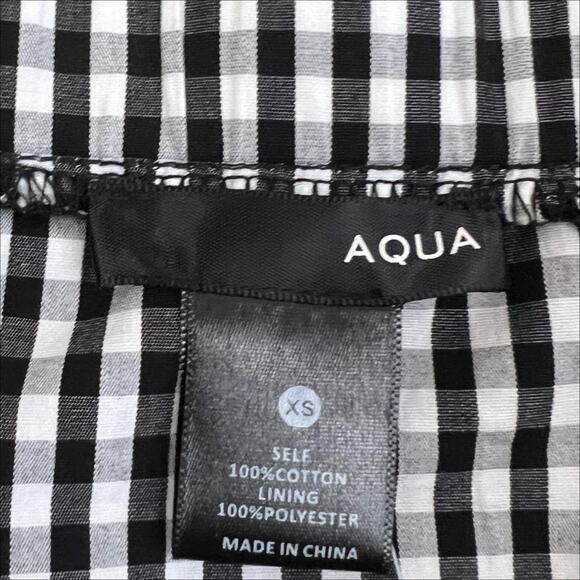 AQUA
XS
SELF
100%COTTON
LINING
100%POLYESTER
MADE IN CHINA